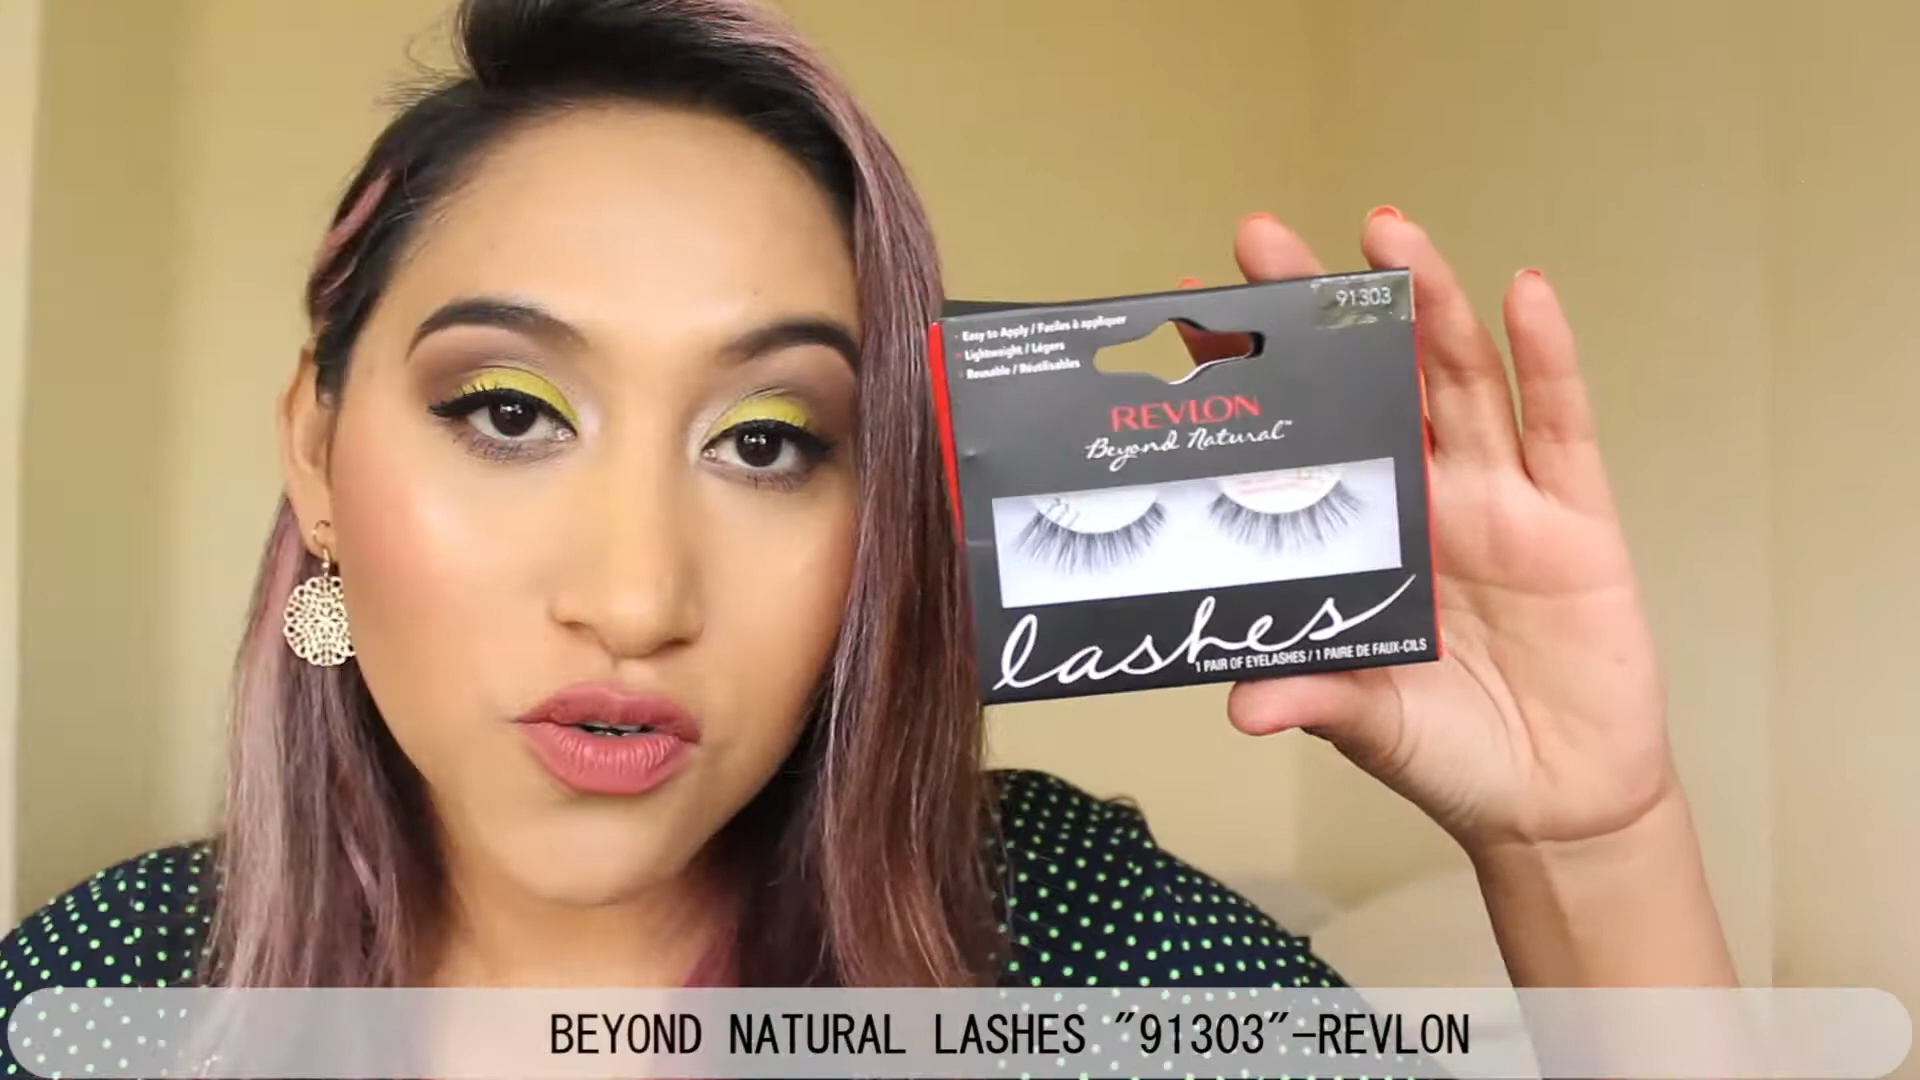 91303
Easy to Apply / Faciles à appliquer
Lightweight / Légers
Reusable / Réutilisables
REVLON
Beyond Natural™
lashes
1 PAIR OF EYELASHES / 1 PAIRE DE FAUX-CILS
BEYOND NATURAL LASHES "91303"-REVLON